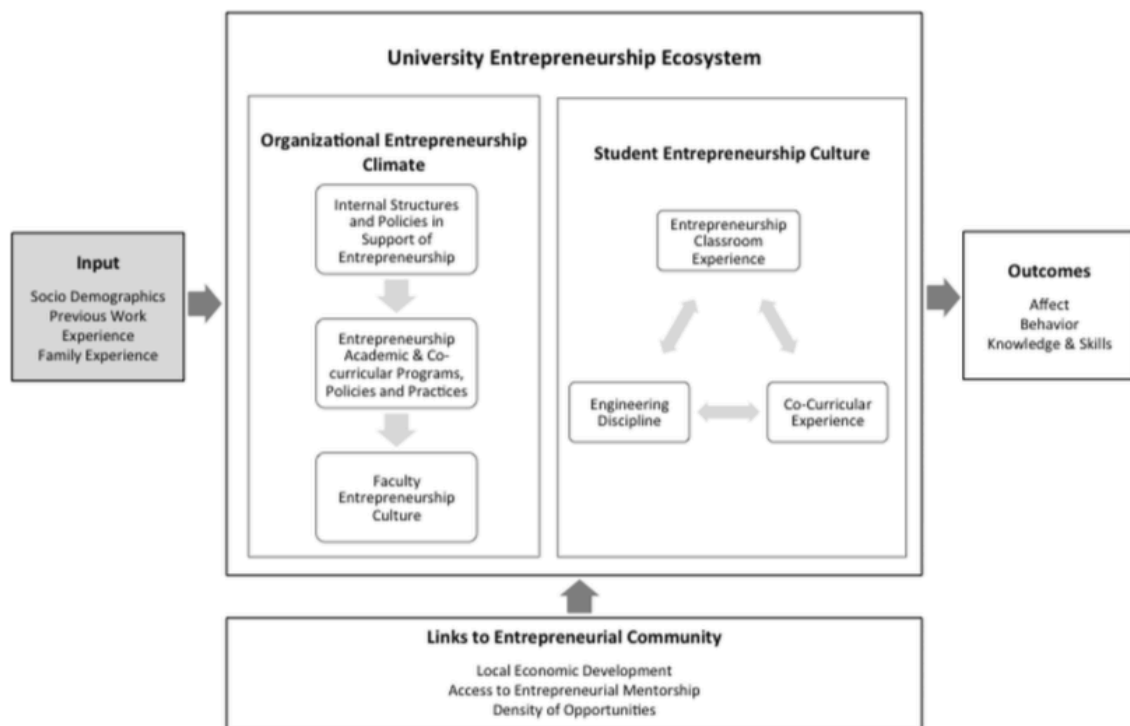 University Entrepreneurship Ecosystem
Organizational Entrepreneurship
Climate
Internal Structures
and Policies in
Support of
Entrepreneurship
Entrepreneurship
Academic & Co-
curricular Programs,
Policies and Practices
Faculty
Entrepreneurship
Culture
Student Entrepreneurship Culture
Entrepreneurship
Classroom
Experience
Engineering
Discipline
Co-Curricular
Experience
Input
Socio Demographics
Previous Work
Experience
Family Experience
Outcomes
Affect
Behavior
Knowledge & Skills
Links to Entrepreneurial Community
Local Economic Development
Access to Entrepreneurial Mentorship
Density of Opportunities